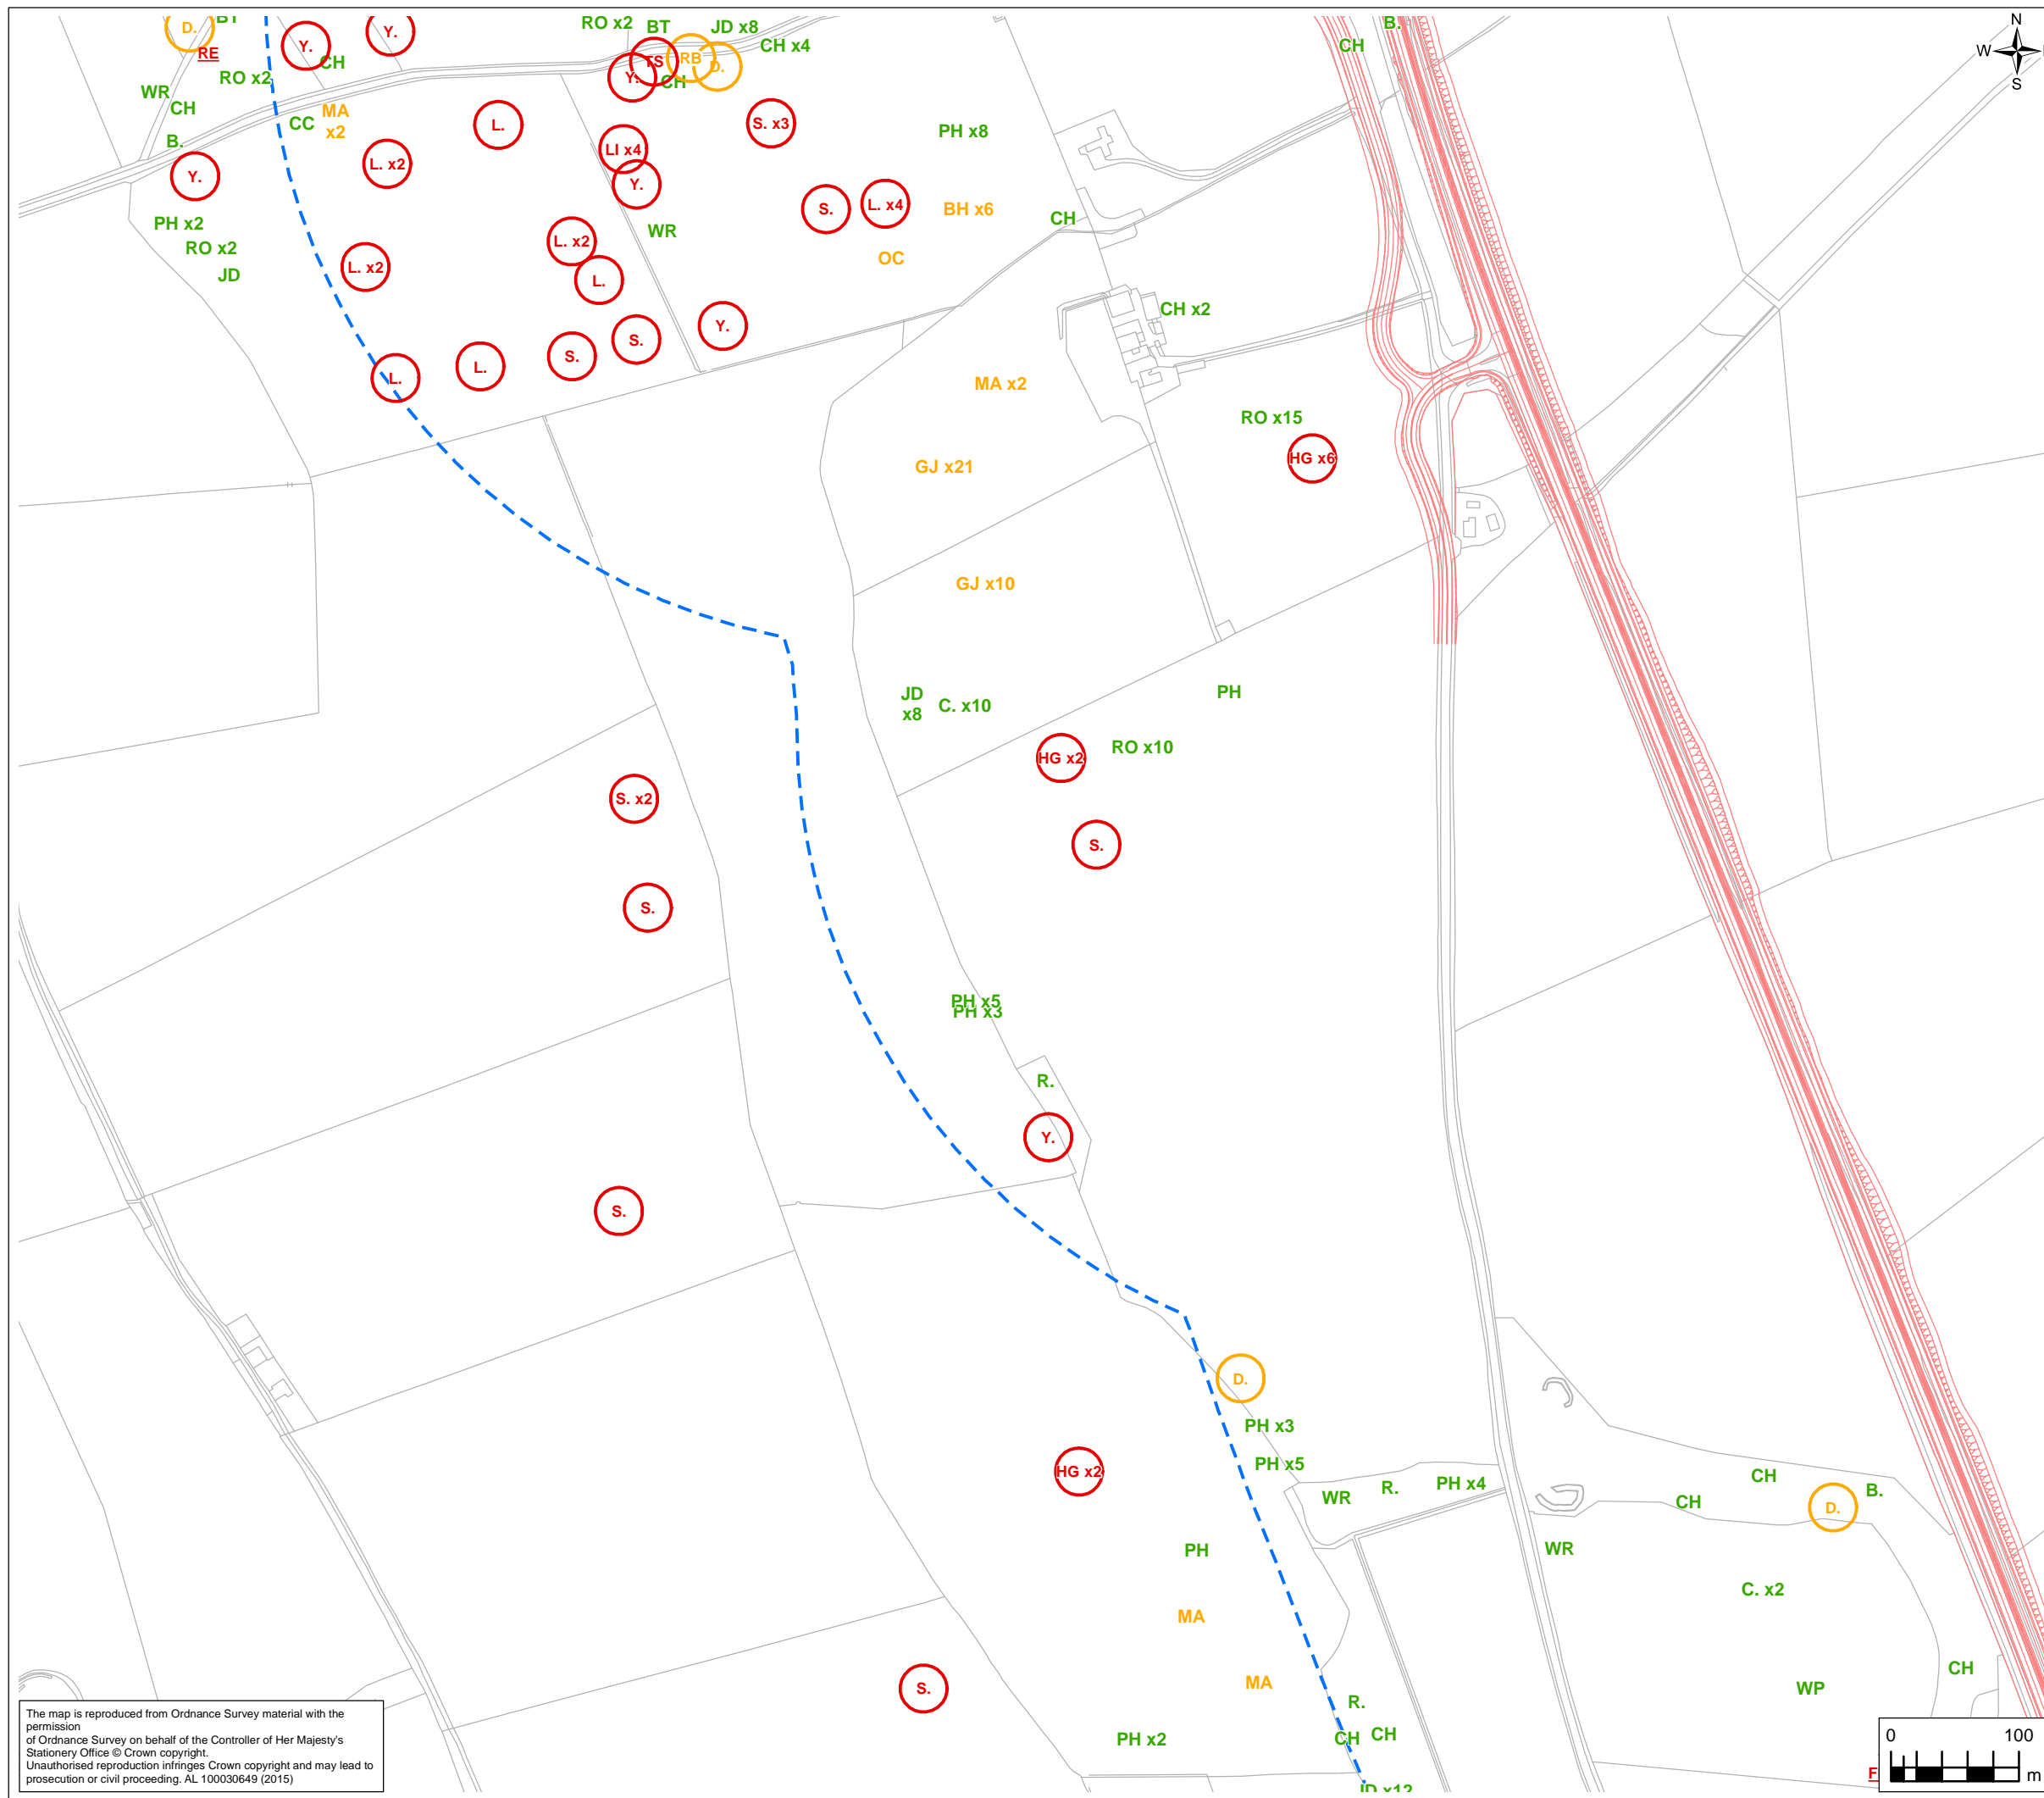 D.
BT
RE
Y.
Y.
CH
RO x2
WR
CH
B.
CC
MA
x2
Y.
PH x2
RO x2
JD
L. x2
L.
L. x2
L.
L.
RO x2
BT
JD x8
CH x4
TS
RB
D.
Y.
CH
LI x4
Y.
WR
L. x2
L.
S.
S.
Y.
S. x3
S.
L. x4
PH x8
BH x6
OC
CH
B.
N
W
S
CH
CH x2
MA x2
RO x15
HG x6
GJ x21
GJ x10
PH
JD
x8
C. x10
RO x10
HG x2
S.
S. x2
S.
PH x5
PH x3
R.
Y.
S.
D.
PH x3
PH x5
HG x2
WR
R.
PH x4
CH
CH
D.
B.
PH
WR
C. x2
MA
MA
S.
R.
CH
CH
PH x2
JD x12
CH
WP
F
0
100
m
The map is reproduced from Ordnance Survey material with the
permission
of Ordnance Survey on behalf of the Controller of Her Majesty's
Stationery Office © Crown copyright.
Unauthorised reproduction infringes Crown copyright and may lead to
prosecution or civil proceeding. AL 100030649 (2015)